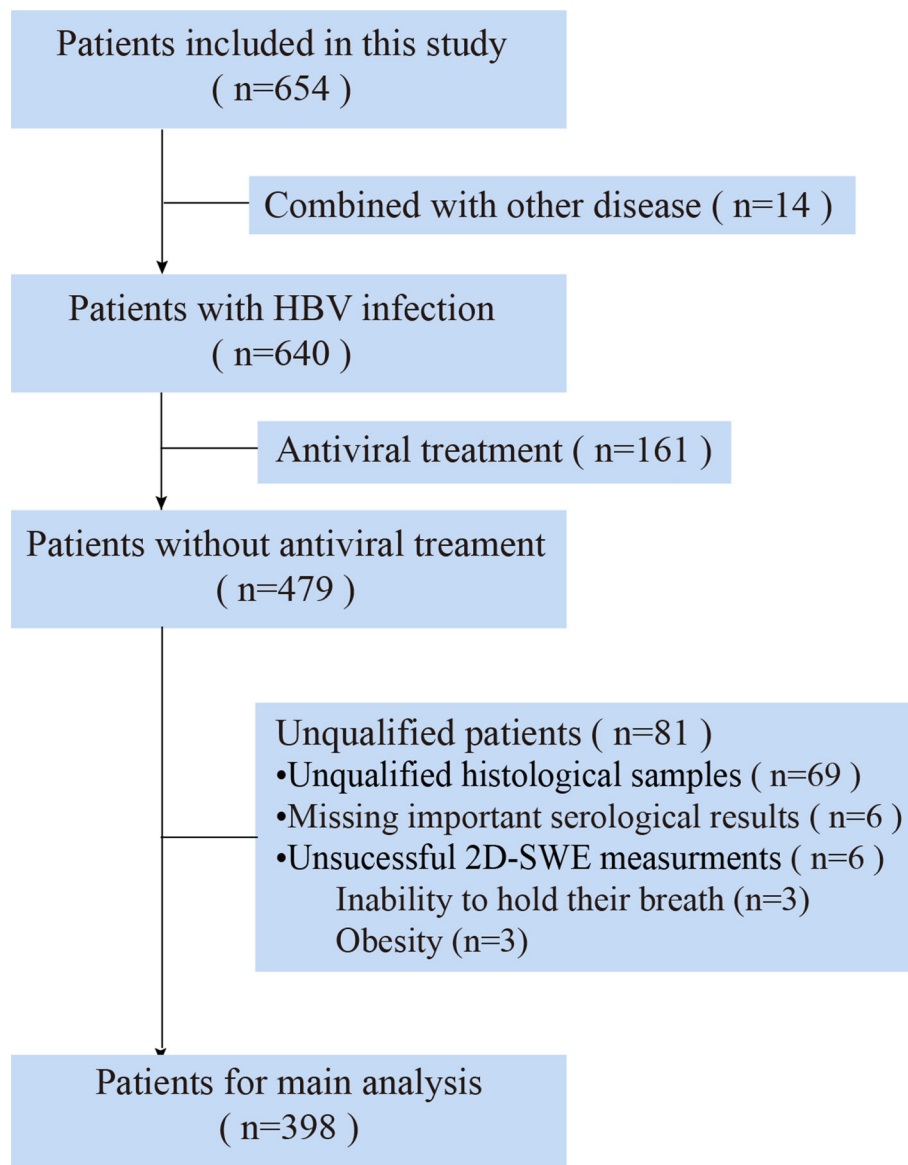 Patients included in this study
( n=654 )
Combined with other disease ( n=14 )
Patients with HBV infection
( n=640 )
Antiviral treatment ( n=161 )
Patients without antiviral treament
( n=479 )
Unqualified patients ( n=81 )
•Unqualified histological samples ( n=69 )
•Missing important serological results ( n=6 )
•Unsucessful 2D-SWE measurments ( n=6 )
Inability to hold their breath (n=3)
Obesity (n=3)
Patients for main analysis
( n=398 )